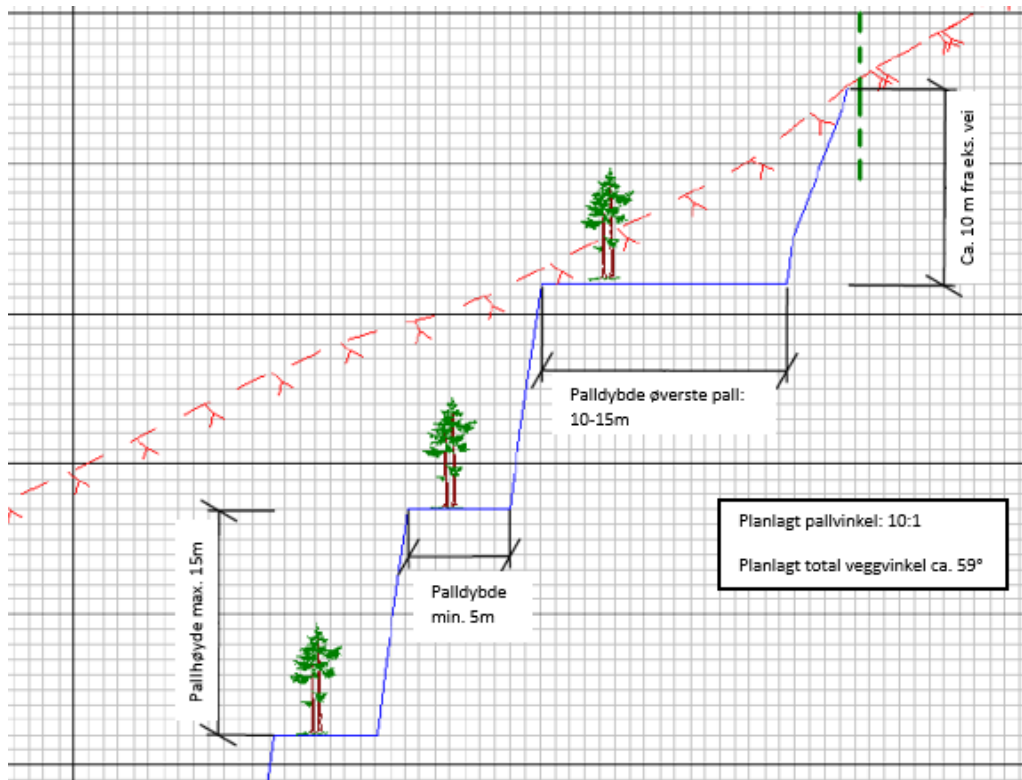 Ca. 10 m fra eks. vei
Palldybde øverste pall:
10-15m
Pallhøyde max. 15m
Palldybde
min. 5m
Planlagt pallvinkel: 10:1
Planlagt total veggvinkel ca. 59°